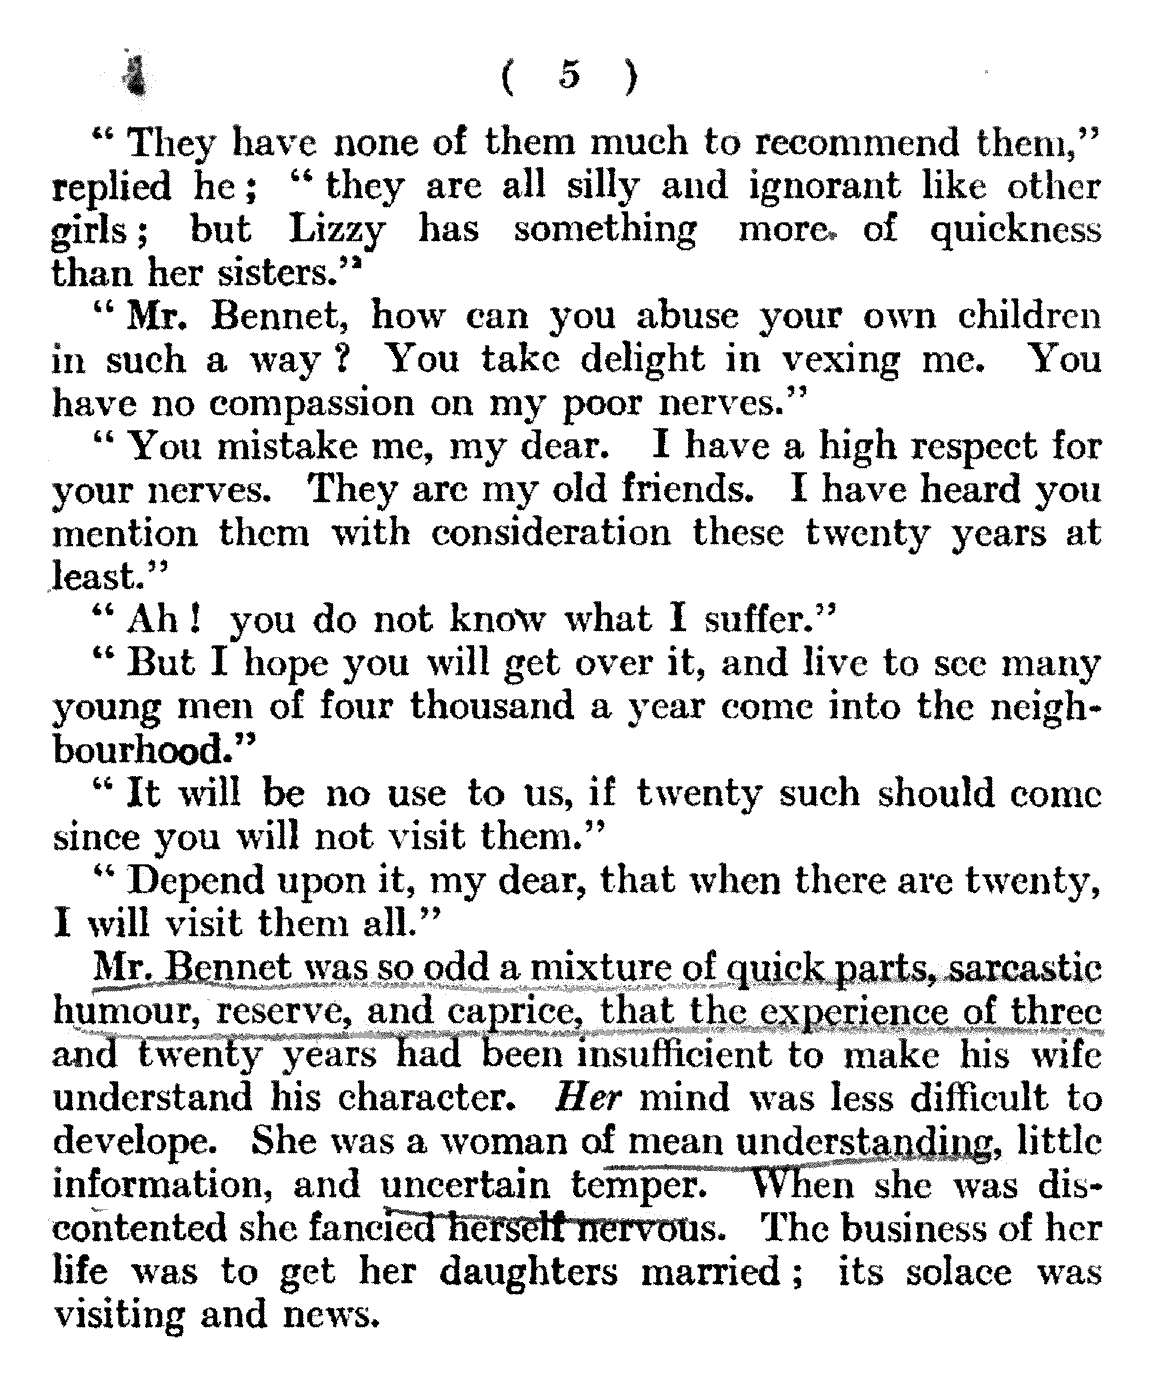 ( 5 )
“ They have none of them much to recommend them,”
replied he ; “ they are all silly and ignorant like other
girls ; but Lizzy has something more of quickness
than her sisters.”
“ Mr. Bennet, how can you abuse your own children
in such a way ? You take delight in vexing me. You
have no compassion on my poor nerves.”
“ You mistake me, my dear. I have a high respect for
your nerves. They are my old friends. I have heard you
mention them with consideration these twenty years at
least.”
“ Ah ! you do not know what I suffer.”
“ But I hope you will get over it, and live to see many
young men of four thousand a year come into the neigh-
bourhood.”
“ It will be no use to us, if twenty such should come
since you will not visit them.”
“ Depend upon it, my dear, that when there are twenty,
I will visit them all.”
Mr. Bennet was so odd a mixture of quick parts, sarcastic
humour, reserve, and caprice, that the experience of three
and twenty years had been insufficient to make his wife
understand his character. Her mind was less difficult to
develope. She was a woman of mean understanding, little
information, and uncertain temper. When she was dis-
contented she fancied herself nervous. The business of her
life was to get her daughters married ; its solace was
visiting and news.